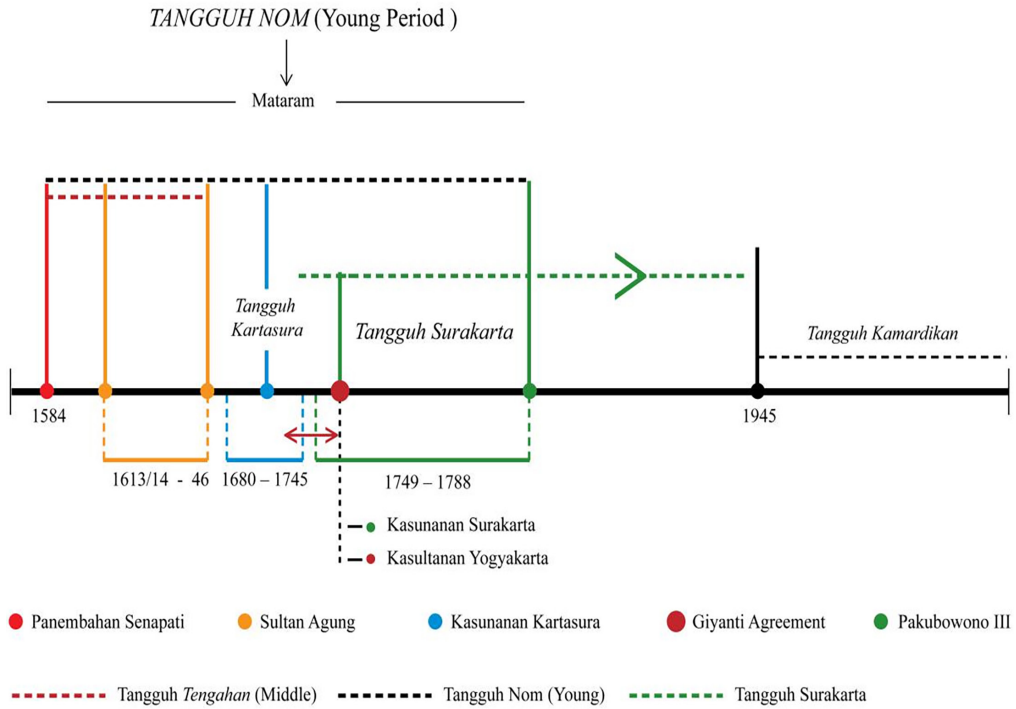 TANGGUH NOM (Young Period )
Mataram
Tangguh
Kartasura
Tangguh Surakarta
Tangguh Kamardikan
1584
1945
1613/14 - 46
1680 – 1745
1749 – 1788
Kasunanan Surakarta
Kasultanan Yogyakarta
Panembahan Senapati
Sultan Agung
Kasunanan Kartasura
Giyanti Agreement
Pakubowono III
Tangguh Tengahan (Middle)
Tangguh Nom (Young)
Tangguh Surakarta